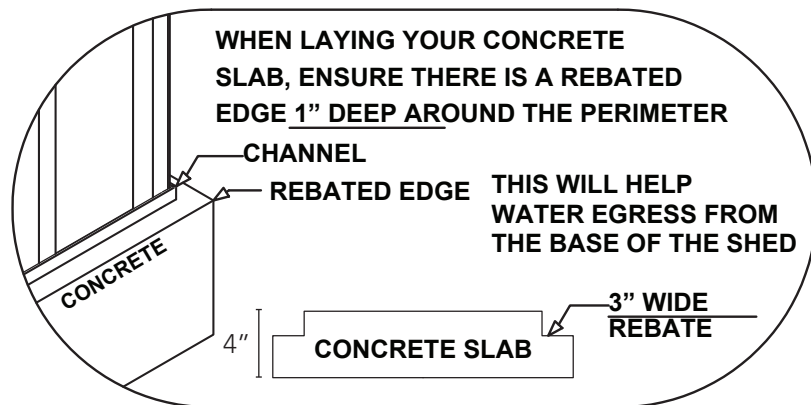 WHEN LAYING YOUR CONCRETE
SLAB, ENSURE THERE IS A REBATED
EDGE 1” DEEP AROUND THE PERIMETER
CHANNEL
REBATED EDGE
THIS WILL HELP
WATER EGRESS FROM
THE BASE OF THE SHED
CONCRETE
3” WIDE
REBATE
4”
CONCRETE SLAB